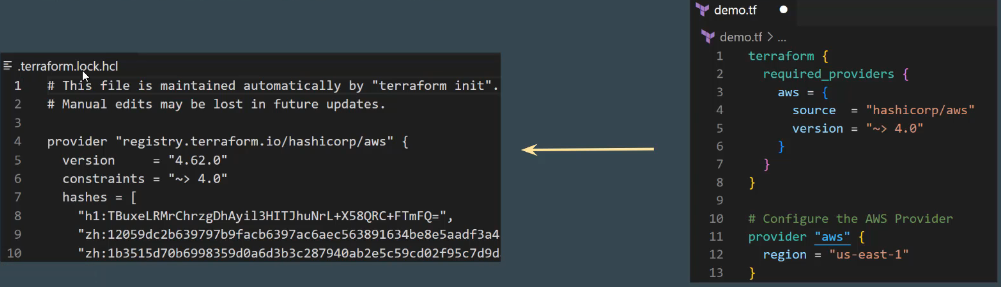 .terraform.lock.hcl
1 # This file is maintained automatically by "terraform init".
2 # Manual edits may be lost in future updates.
3
4 provider "registry.terraform.io/hashicorp/aws" {
5   version     = "4.62.0"
6   constraints = "~> 4.0"
7   hashes = [
8     "h1:TBuxeLRMrChrzgDhAyil3HITJhuNrL+X58QRC+FTmFQ=",
9     "zh:12059dc2b639797b9facb6397ac6aec563891634be8e5aadf3a4
10     "zh:1b3515d70b6998359d0a6d3b3c287940ab2e5c59cd02f95c7d9d
demo.tf
demo.tf > ...
1 terraform {
2   required_providers {
3     aws = {
4       source  = "hashicorp/aws"
5       version = "~> 4.0"
6     }
7   }
8 }
9
10 # Configure the AWS Provider
11 provider "aws" {
12   region = "us-east-1"
13 }